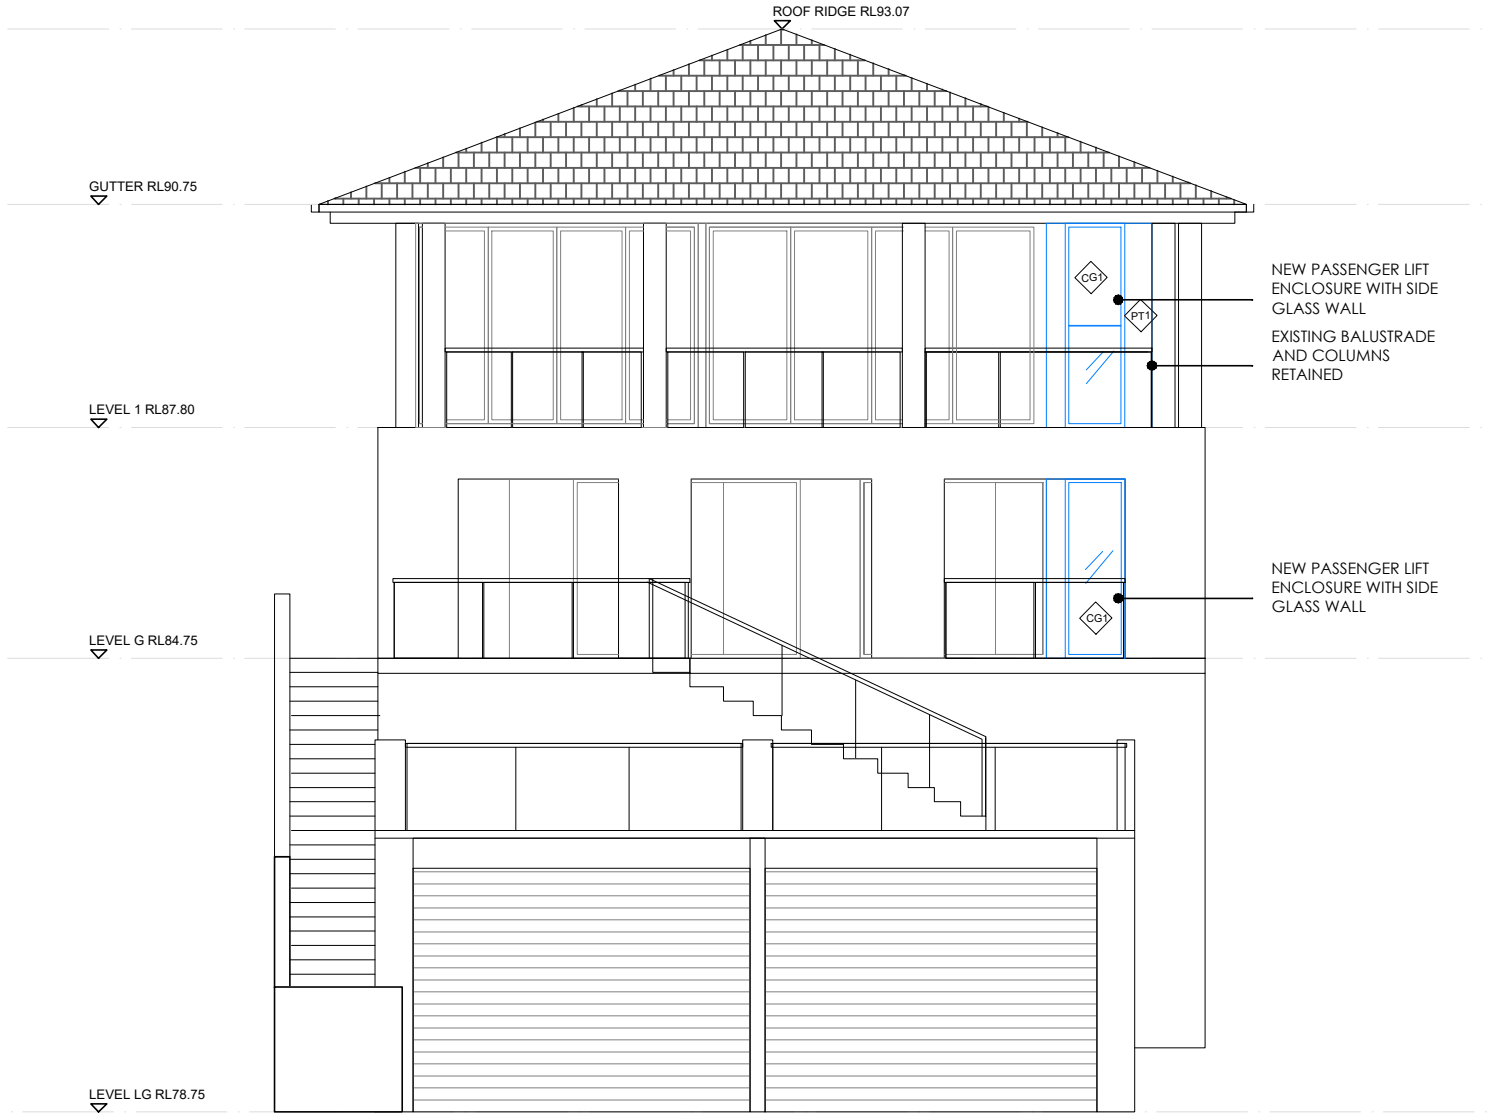 ROOF RIDGE RL93.07
GUTTER RL90.75
NEW PASSENGER LIFT
ENCLOSURE WITH SIDE
GLASS WALL
CG1
PT1
EXISTING BALUSTRADE
AND COLUMNS
RETAINED
LEVEL 1 RL87.80
NEW PASSENGER LIFT
ENCLOSURE WITH SIDE
GLASS WALL
CG1
LEVEL G RL84.75
LEVEL LG RL78.75